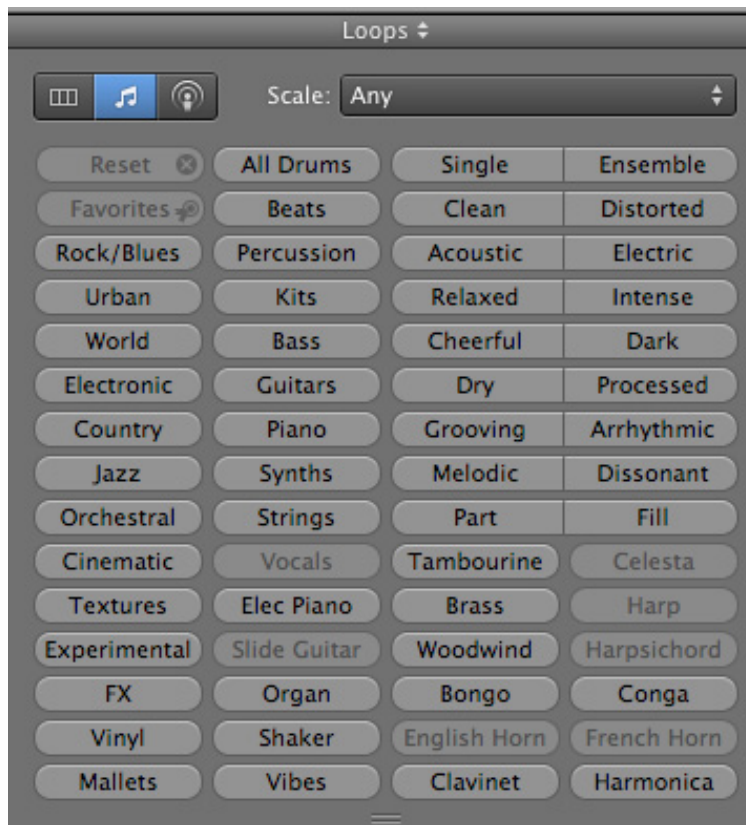 Loops
Scale: Any
Reset All Drums Single Ensemble
Favorites Beats Clean Distorted
Rock/Blues Percussion Acoustic Electric
Urban Kits Relaxed Intense
World Bass Cheerful Dark
Electronic Guitars Dry Processed
Country Piano Grooving Arrhythmic
Jazz Synths Melodic Dissonant
Orchestral Strings Part Fill
Cinematic Vocals Tambourine Celesta
Textures Elec Piano Brass Harp
Experimental Slide Guitar Woodwind Harpsichord
FX Organ Bongo Conga
Vinyl Shaker English Horn French Horn
Mallets Vibes Clavinet Harmonica